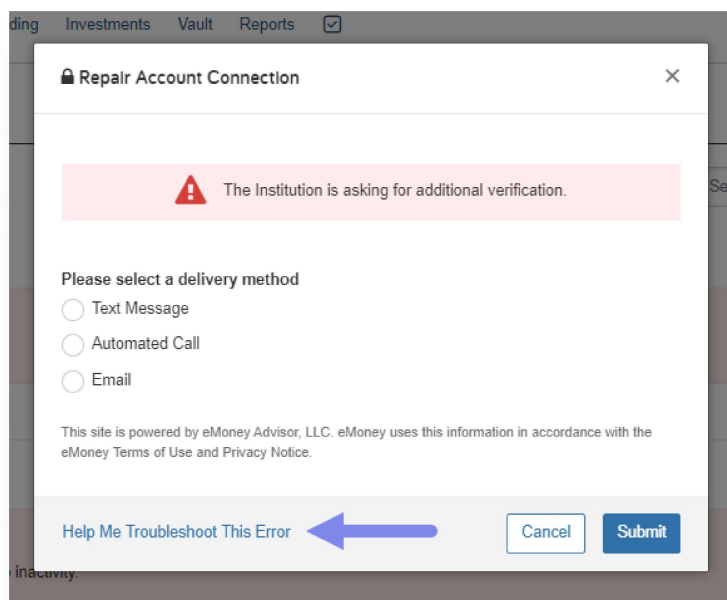 ding Investments Vault Reports
Repair Account Connection
The Institution is asking for additional verification.
Se
Please select a delivery method
Text Message
Automated Call
Email
This site is powered by eMoney Advisor, LLC. eMoney uses this information in accordance with the
eMoney Terms of Use and Privacy Notice.
Help Me Troubleshoot This Error Cancel Submit
inactivity.